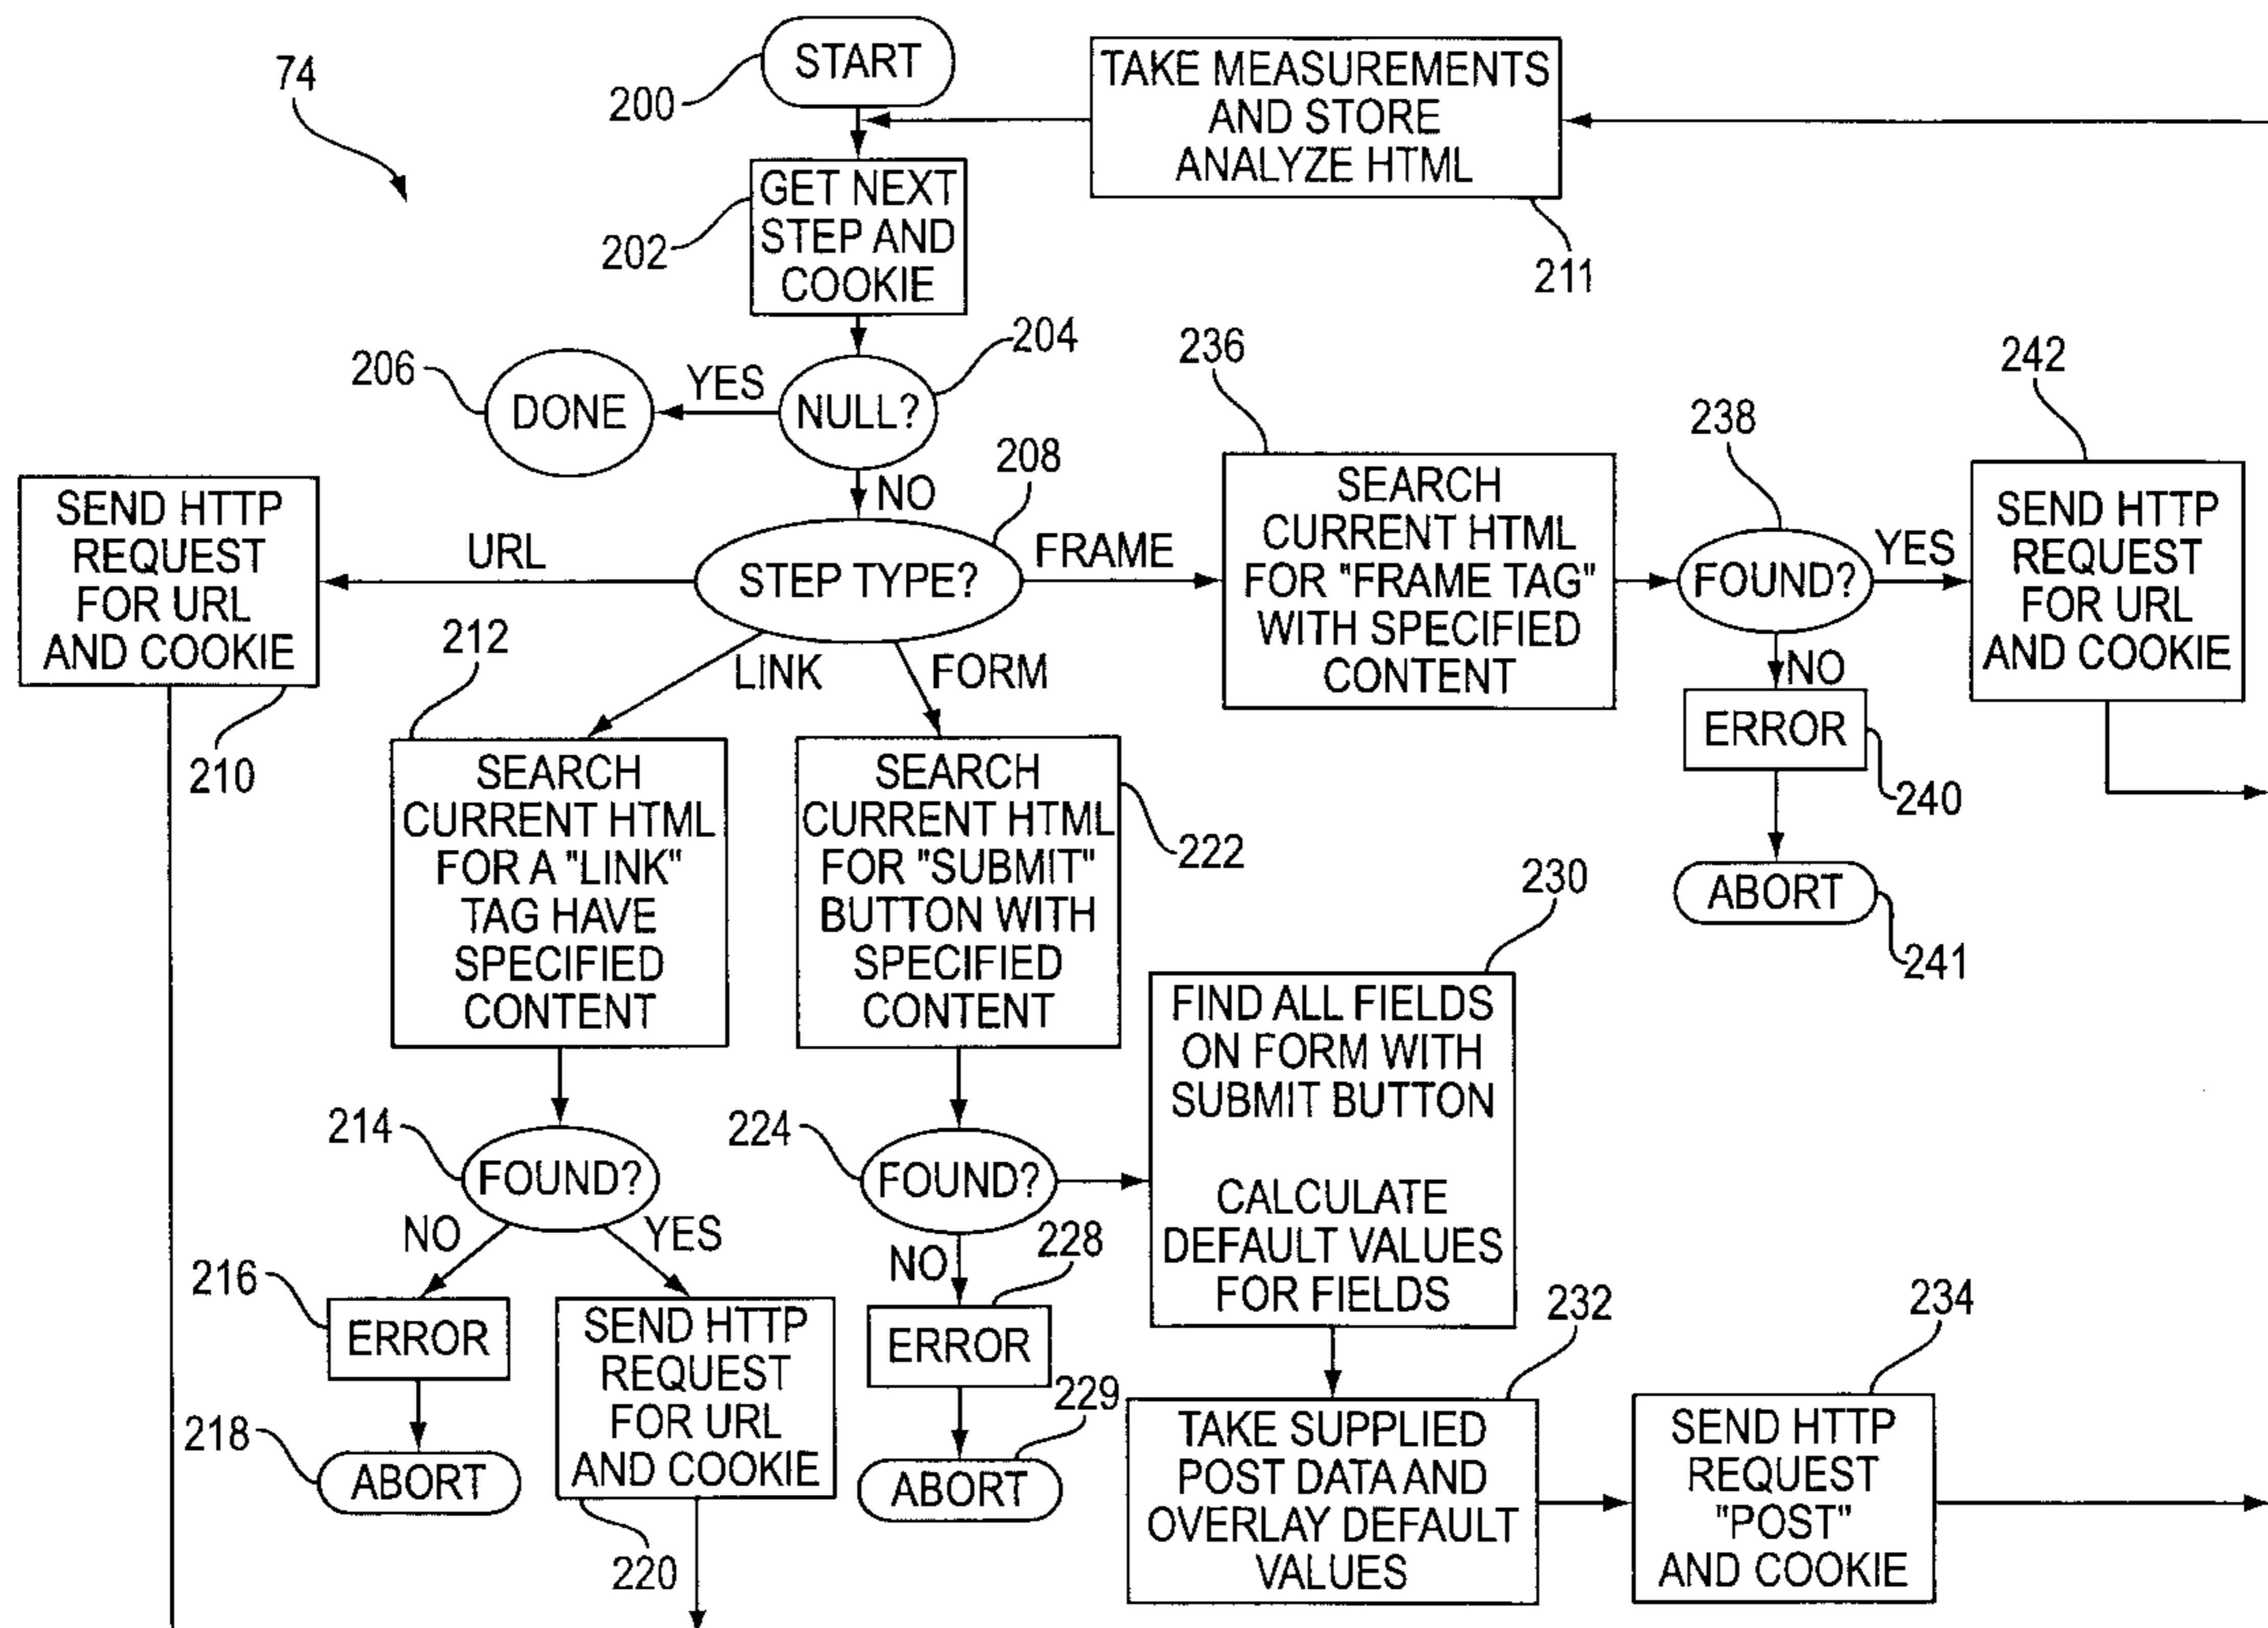 74
START
200
TAKE MEASUREMENTS
AND STORE
ANALYZE HTML
211
GET NEXT
STEP AND
COOKIE
202
204
NULL?
YES
DONE
206
NO
208
STEP TYPE?
URL
SEND HTTP
REQUEST
FOR URL
AND COOKIE
210
FRAME
236
SEARCH
CURRENT HTML
FOR "FRAME TAG"
WITH SPECIFIED
CONTENT
238
FOUND?
YES
242
SEND HTTP
REQUEST
FOR URL
AND COOKIE
NO
ERROR
240
ABORT
241
LINK
212
SEARCH
CURRENT HTML
FOR A "LINK"
TAG HAVE
SPECIFIED
CONTENT
FORM
SEARCH
CURRENT HTML
FOR "SUBMIT"
BUTTON WITH
SPECIFIED
CONTENT
222
214
FOUND?
NO
YES
216
ERROR
218
ABORT
SEND HTTP
REQUEST
FOR URL
AND COOKIE
220
224
FOUND?
NO
228
ERROR
229
ABORT
230
FIND ALL FIELDS
ON FORM WITH
SUBMIT BUTTON
CALCULATE
DEFAULT VALUES
FOR FIELDS
232
TAKE SUPPLIED
POST DATA AND
OVERLAY DEFAULT
VALUES
234
SEND HTTP
REQUEST
"POST"
AND COOKIE